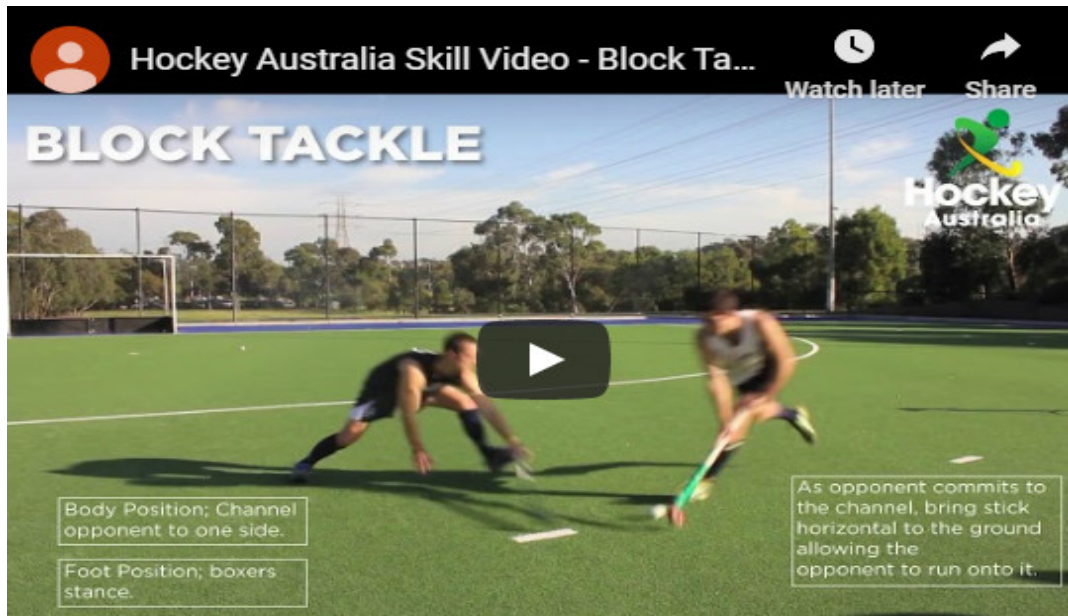 Hockey Australia Skill Video - Block Ta...
Watch later
Share
BLOCK TACKLE
Hockey
Australia
Body Position; Channel
opponent to one side.
Foot Position; boxers
stance.
As opponent commits to
the channel, bring stick
horizontal to the ground
allowing the
opponent to run onto it.